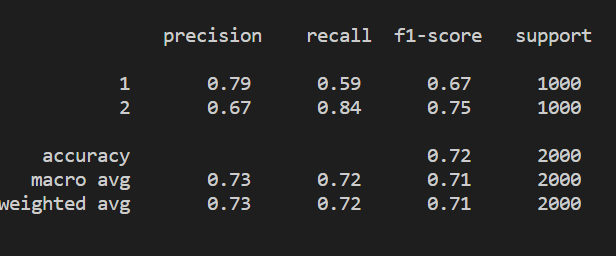 precision recall f1-score support
1 0.79 0.59 0.67 1000
2 0.67 0.84 0.75 1000
accuracy 0.72 2000
macro avg 0.73 0.72 0.71 2000
weighted avg 0.73 0.72 0.71 2000